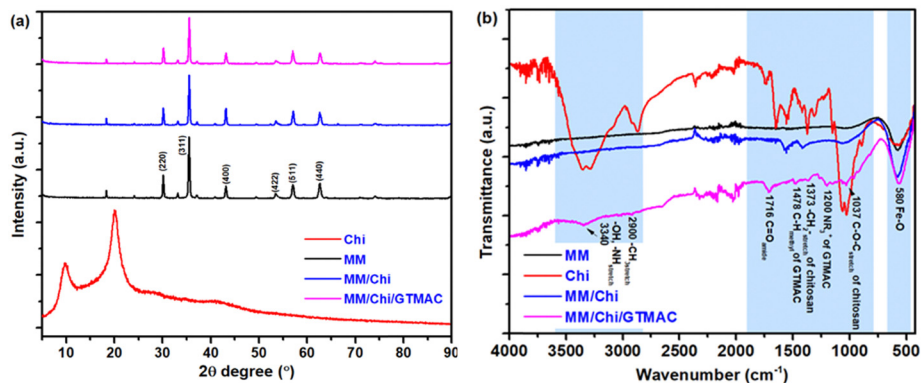 (a)
Intensity (a.u.)
(220)
(311)
(400)
(422)
(511)
(440)
Chi
MM
MM/Chi
MM/Chi/GTMAC
10
20
30
40
50
60
70
80
90
2θ degree (°)
(b)
Transmittance (a.u.)
3340
-OH, -NH stretch
2900 -CH3stretch
1716 C=O amide
1478 C-H methyl of GTMAC
1373 -CH3 stretch of chitosan
1200 NR3+ of GTMAC
1037 C-O-C stretch of chitosan
580 Fe-O
MM
Chi
MM/Chi
MM/Chi/GTMAC
4000 3500 3000 2500 2000 1500 1000 500
Wavenumber (cm-1)